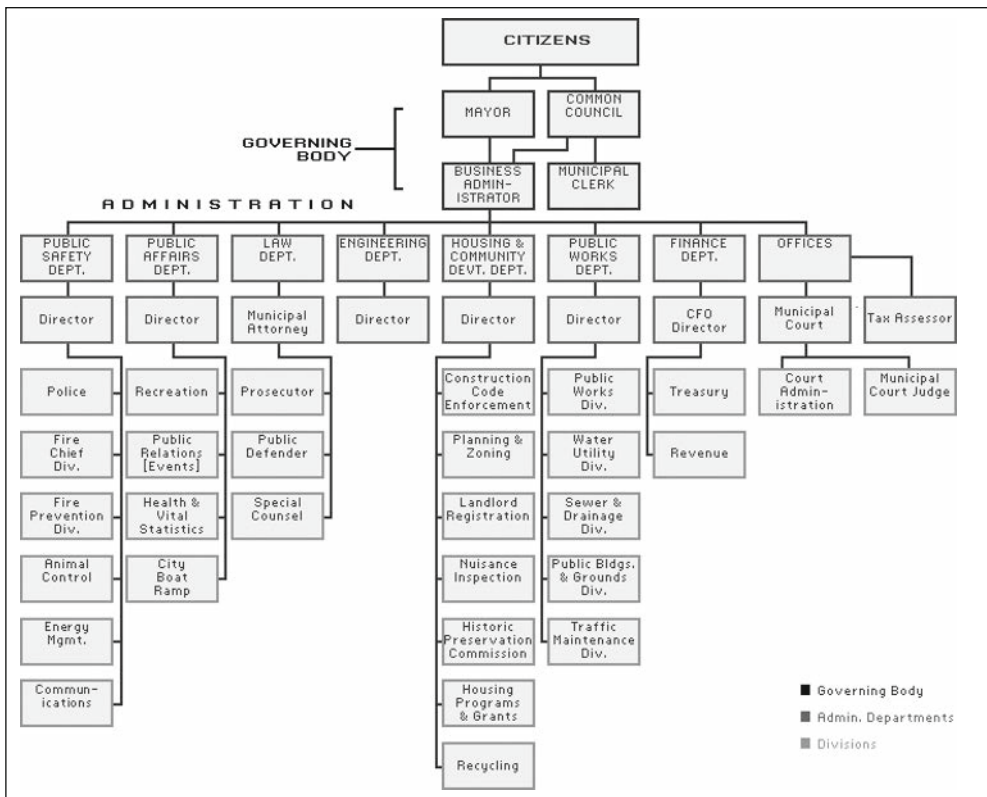 CITIZENS
MAYOR
COMMON
COUNCIL
GOVERNING
BODY
BUSINESS
ADMIN-
ISTRATOR
MUNICIPAL
CLERK
ADMINISTRATION
PUBLIC
SAFETY
DEPT.
PUBLIC
AFFAIRS
DEPT.
LAW
DEPT.
ENGINEERING
DEPT.
HOUSING &
COMMUNITY
DEVT. DEPT.
PUBLIC
WORKS
DEPT.
FINANCE
DEPT.
OFFICES
Director
Director
Municipal
Attorney
Director
Director
Director
CFO
Director
Municipal
Court
Tax Assessor
Police
Recreation
Prosecutor
Construction
Code
Enforcement
Public
Works
Div.
Treasury
Court
Admin-
istration
Municipal
Court Judge
Fire
Chief
Div.
Public
Relations
[Events]
Public
Defender
Planning &
Zoning
Water
Utility
Div.
Revenue
Fire
Prevention
Div.
Health &
Vital
Statistics
Special
Counsel
Landlord
Registration
Sewer &
Drainage
Div.
Animal
Control
City
Boat
Ramp
Nuisance
Inspection
Public Bldgs.
& Grounds
Div.
Energy
Mgmt.
Historic
Preservation
Commission
Traffic
Maintenance
Div.
Commun-
ications
Housing
Programs
& Grants
Recycling
Governing Body
Admin. Departments
Divisions